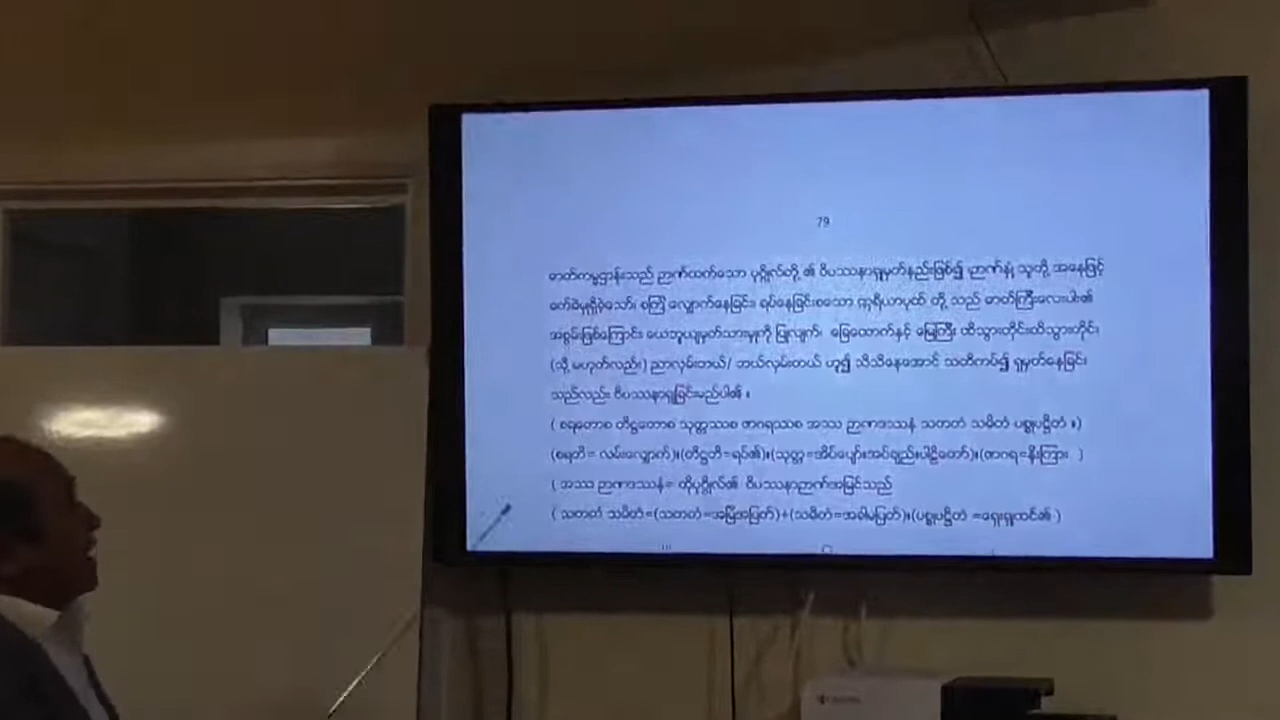 79
ဓာတ်ကမ္မဋ္ဌာန်းသည် ဉာဏ်ထက်သော ပုဂ္ဂိုလ်တို့ ၏ ဝိပဿနာရှုမှတ်နည်းဖြစ်၍ ဉာဏ်နုံ့ သူတို့ အနေဖြင့်
ခက်ခဲမှုရှိခဲ့သော်၊ စင်္ကြံ လျှောက်နေခြင်း၊ ရပ်နေခြင်းစသော ဣရိယာပုထ် တို့ သည် ဓာတ်ကြီးလေးပါး၏
အစွမ်းဖြစ်ကြောင်း ယေဘူယျမှတ်သားမှုကို ပြုလျက်၊ ခြေထောက်နှင့် မြေကြီး ထိသွားတိုင်းထိသွားတိုင်း၊
(သို့ မဟုတ်လည်း) ညာလှမ်းတယ်/ ဘယ်လှမ်းတယ် ဟူ၍ သိသိနေအောင် သတိကပ်၍ ရှုမှတ်နေခြင်း
သည်လည်း ဝိပဿနာရှုခြင်းမည်ပါ၏ ။
( စရတောစ တိဋ္ဌတောစ သုတ္တဿစ ဇာဂရဿစ အဿ ဉာဏဒဿနံ သတတံ သမိတံ ပစ္စုပဋ္ဌိတံ ။)
(စရတိ= လမ်းလျှောက်)။(တိဋ္ဌတိ=ရပ်၏)။(သုတ္တ=အိပ်ပျော်။အပ်ချည်။ပါဠိတော်)။(ဇာဂရ=နိုးကြား )
( အဿ ဉာဏဒဿနံ= ထိုပုဂ္ဂိုလ်၏ ဝိပဿနာဉာဏ်အမြင်သည်
( သတတံ သမိတံ=(သတတံ=အမြဲအပြတ်)+(သမိတံ=အခါမပြတ်)။(ပစ္စုပဋ္ဌိတံ =ရှေးရှုထင်၏ )